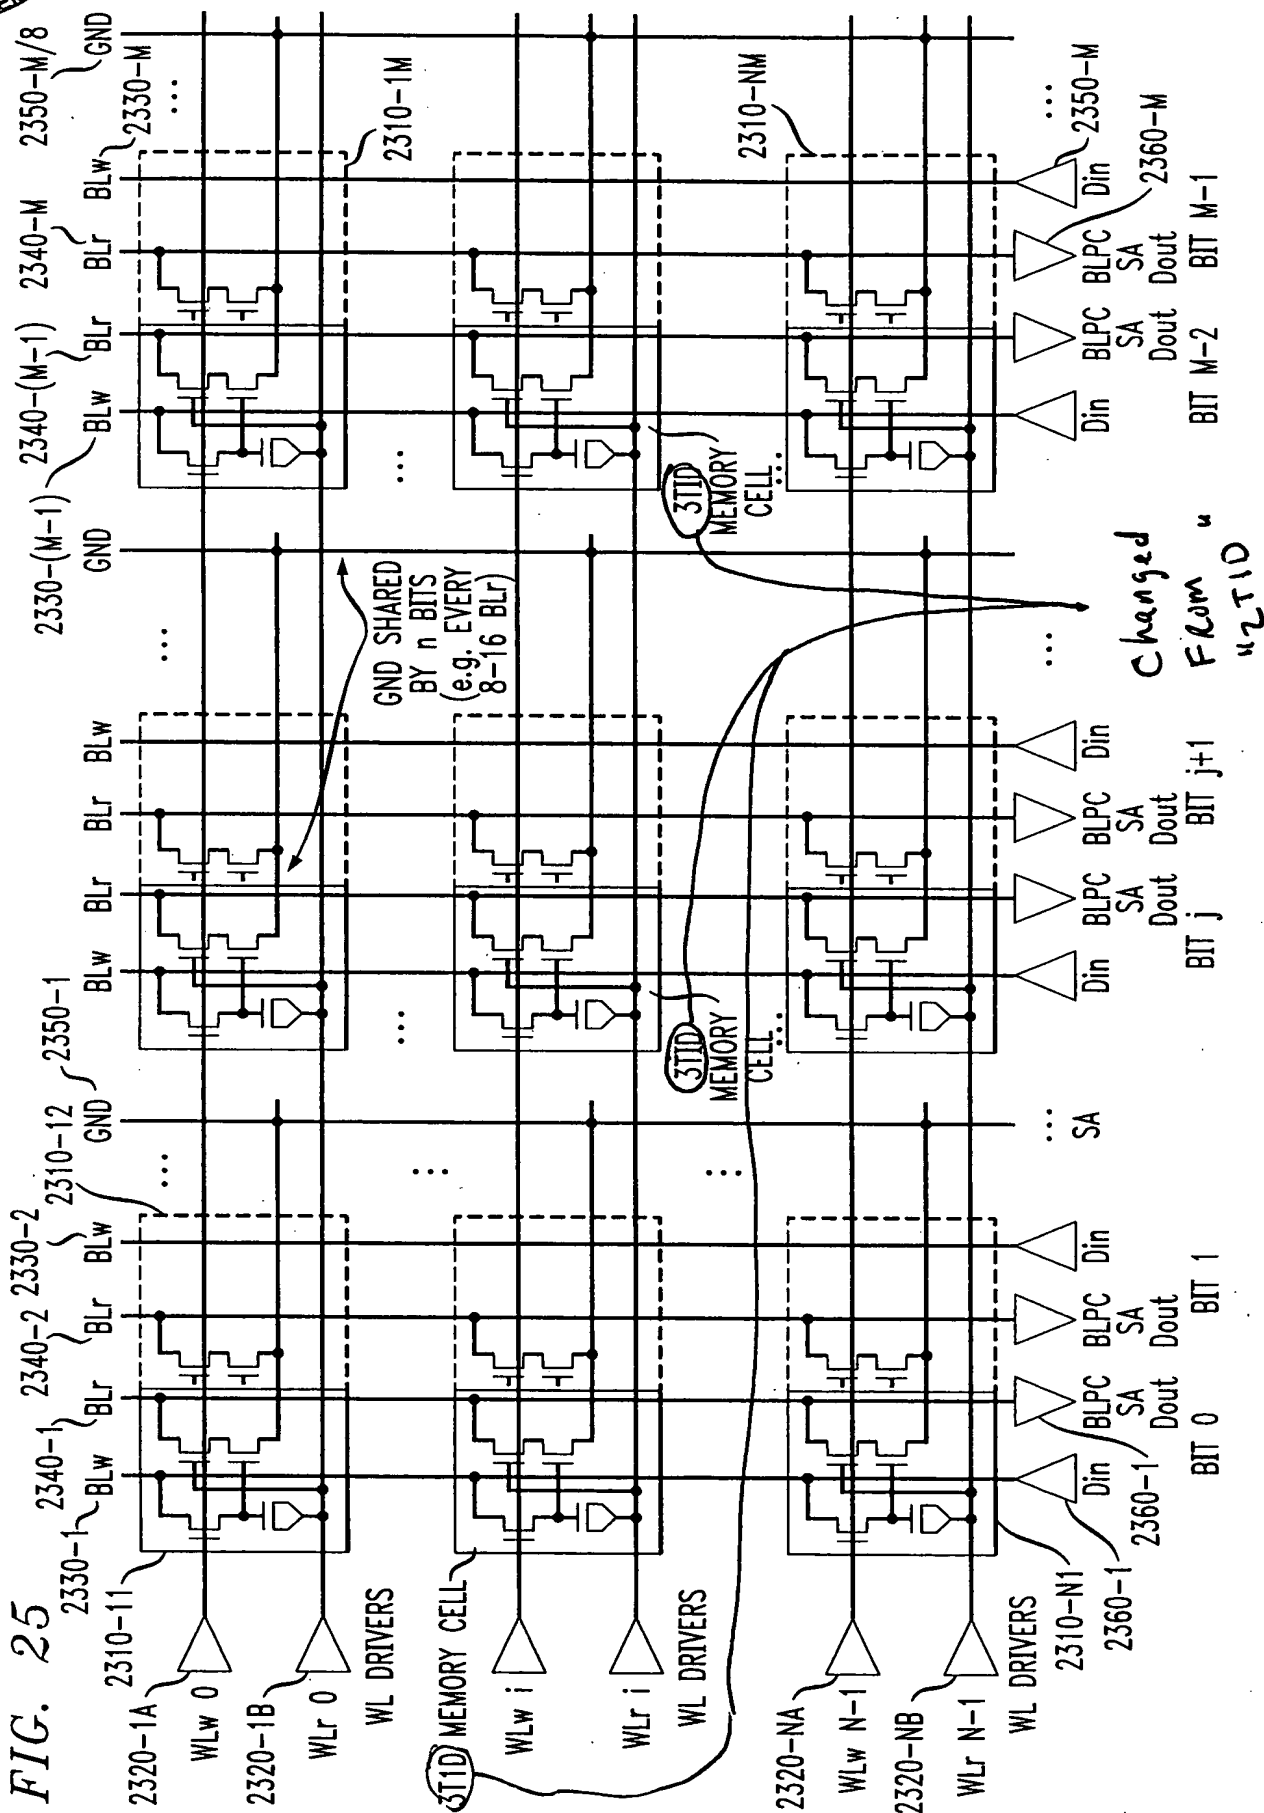 FIG. 25
2330-1
2340-1
2340-2
2330-2
2310-12
2350-1
2330-(M-1)
2340-(M-1)
2340-M
2330-M
2350-M/8
BLw BLr BLr BLw GND
BLw BLr BLr BLw GND
BLw BLr BLr BLw GND
2310-11
2320-1A
WLw 0
2320-1B
WLr 0
WL DRIVERS
...
...
...
...
GND SHARED
BY n BITS
(e.g. EVERY
8-16 BLr)
...
2310-1M
3T1D MEMORY CELL
WLw i
WLr i
WL DRIVERS
...
...
3T1D
MEMORY
CELL
...
3T1D
MEMORY
CELL
...
2310-NM
2320-NA
WLw N-1
2320-NB
WLr N-1
WL DRIVERS
2310-N1
2360-1
2360-1
...
...
...
2350-M
2360-M
Din BLPC BLPC Din SA
SA SA
Dout Dout
BIT 0 BIT 1
Din BLPC BLPC Din
SA SA
Dout Dout
BIT j BIT j+1
Din BLPC BLPC Din
SA SA
Dout Dout
BIT M-2 BIT M-1
Changed
FROM
"2T1D"